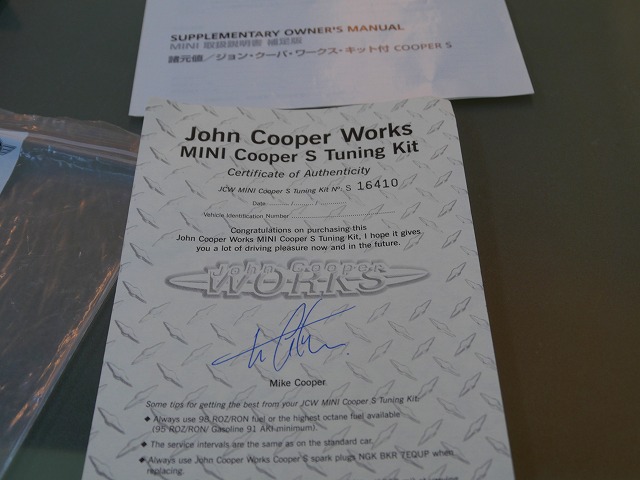 SUPPLEMENTARY OWNER'S MANUAL
MINI 取扱説明書 補足版
諸元値／ジョン・クーパ・ワークス・キット付 COOPER S
John Cooper Works
MINI Cooper S Tuning Kit
Certificate of Authenticity
JCW MINI Cooper S Tuning Kit Nº S 16410
Date ........... / ........... / ...........
Vehicle Identification Number ........................................
Congratulations on purchasing this
John Cooper Works MINI Cooper S Tuning Kit, I hope it gives
you a lot of driving pleasure now and in the future.
John Cooper
WORKS
Mike Cooper
Some tips for getting the best from your JCW MINI Cooper S Tuning Kit:
◆ Always use 98 ROZ/RON fuel or the highest octane fuel available
(95 ROZ/RON/ Gasoline 91 AKI minimum).
◆ The service intervals are the same as on the standard car.
◆ Always use John Cooper Works Cooper S spark plugs NGK BKR 7EQUP when
replacing.